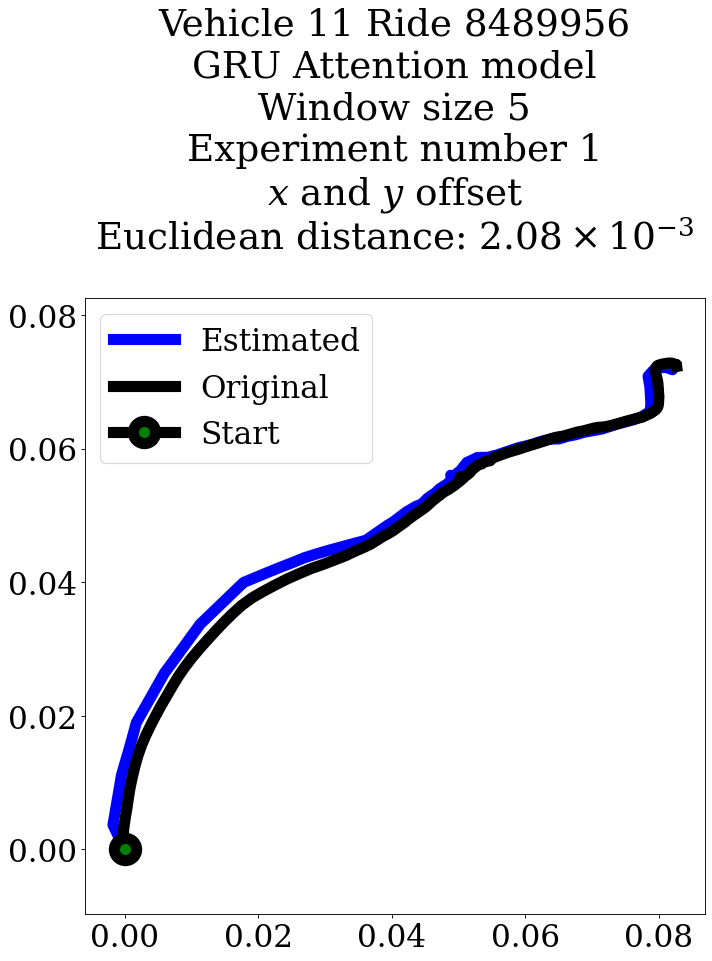 Vehicle 11 Ride 8489956
GRU Attention model
Window size 5
Experiment number 1
x and y offset
Euclidean distance: 2.08 × 10⁻³
Estimated
Original
Start
0.08
0.06
0.04
0.02
0.00
0.00 0.02 0.04 0.06 0.08